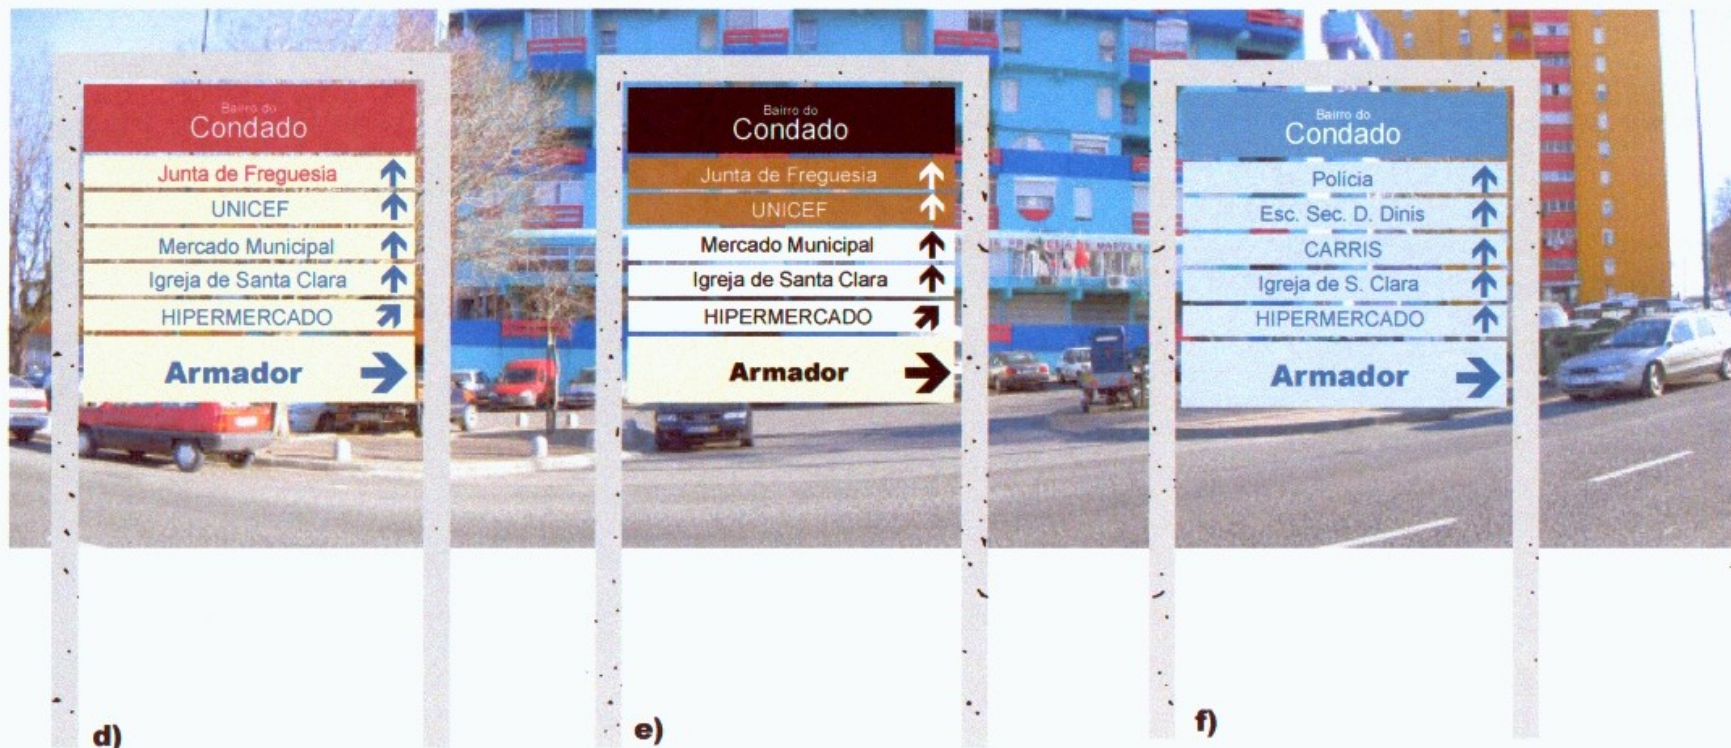 Bairro do
Condado
Junta de Freguesia
UNICEF
Mercado Municipal
Igreja de Santa Clara
HIPERMERCADO
Armador
d)
Bairro do
Condado
Junta de Freguesia
UNICEF
Mercado Municipal
Igreja de Santa Clara
HIPERMERCADO
Armador
e)
Bairro do
Condado
Polícia
Esc. Sec. D. Dinis
CARRIS
Igreja de S. Clara
HIPERMERCADO
Armador
f)